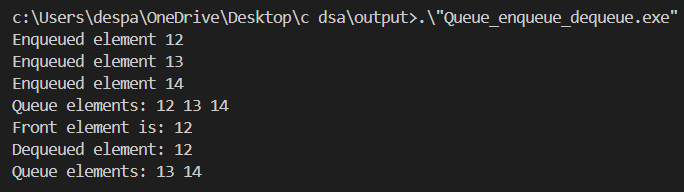 c:\Users\despa\OneDrive\Desktop\c dsa\output>.\"Queue_enqueue_dequeue.exe"
Enqueued element 12
Enqueued element 13
Enqueued element 14
Queue elements: 12 13 14
Front element is: 12
Dequeued element: 12
Queue elements: 13 14